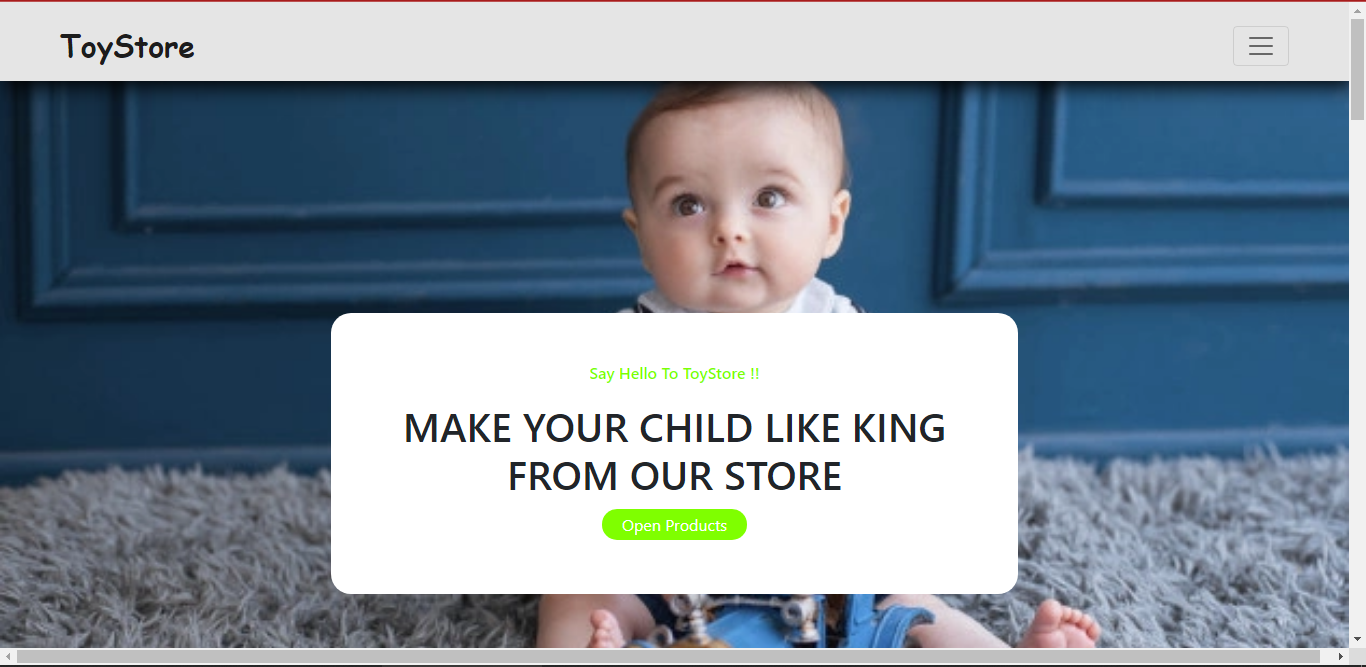 ToyStore
Say Hello To ToyStore !!
MAKE YOUR CHILD LIKE KING
FROM OUR STORE
Open Products